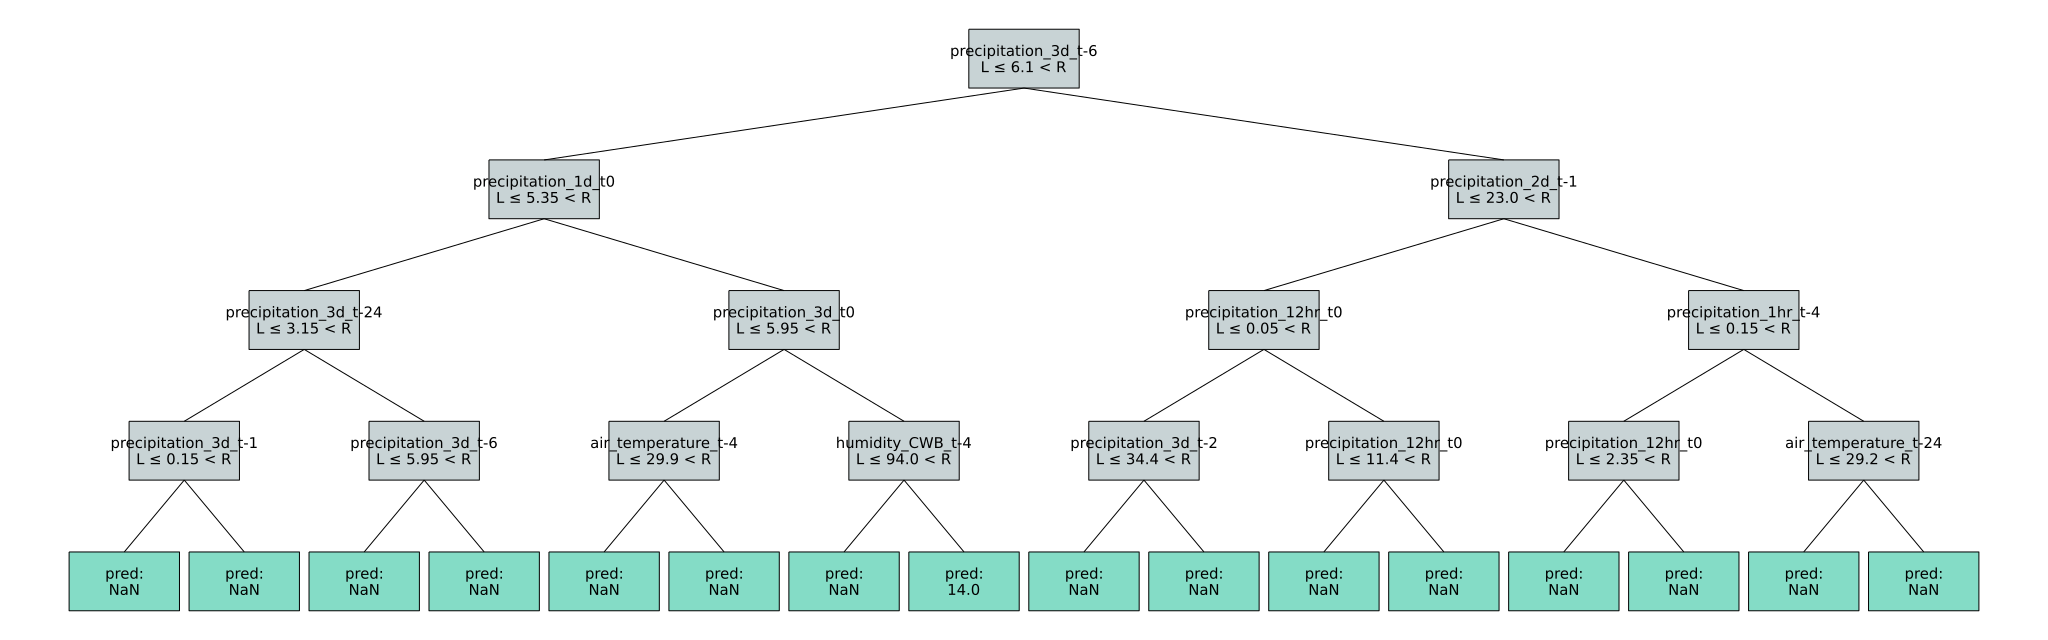 precipitation_3d_t-6
L ≤ 6.1 < R
precipitation_1d_t0
L ≤ 5.35 < R
precipitation_2d_t-1
L ≤ 23.0 < R
precipitation_3d_t-24
L ≤ 3.15 < R
precipitation_3d_t0
L ≤ 5.95 < R
precipitation_12hr_t0
L ≤ 0.05 < R
precipitation_1hr_t-4
L ≤ 0.15 < R
precipitation_3d_t-1
L ≤ 0.15 < R
precipitation_3d_t-6
L ≤ 5.95 < R
air_temperature_t-4
L ≤ 29.9 < R
humidity_CWB_t-4
L ≤ 94.0 < R
precipitation_3d_t-2
L ≤ 34.4 < R
precipitation_12hr_t0
L ≤ 11.4 < R
precipitation_12hr_t0
L ≤ 2.35 < R
air_temperature_t-24
L ≤ 29.2 < R
pred:
NaN
pred:
NaN
pred:
NaN
pred:
NaN
pred:
NaN
pred:
NaN
pred:
NaN
pred:
14.0
pred:
NaN
pred:
NaN
pred:
NaN
pred:
NaN
pred:
NaN
pred:
NaN
pred:
NaN
pred:
NaN